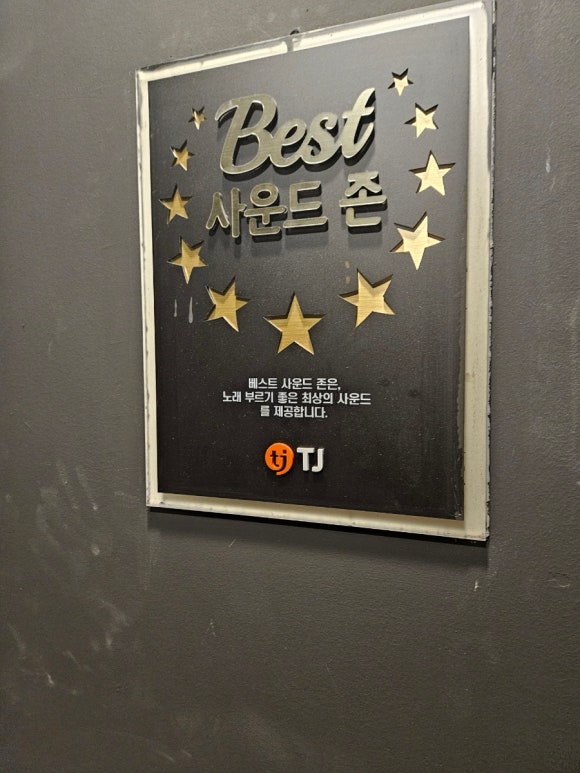 Best
사운드 존
베스트 사운드 존은,
노래 부르기 좋은 최상의 사운드
를 제공합니다.
tj TJ